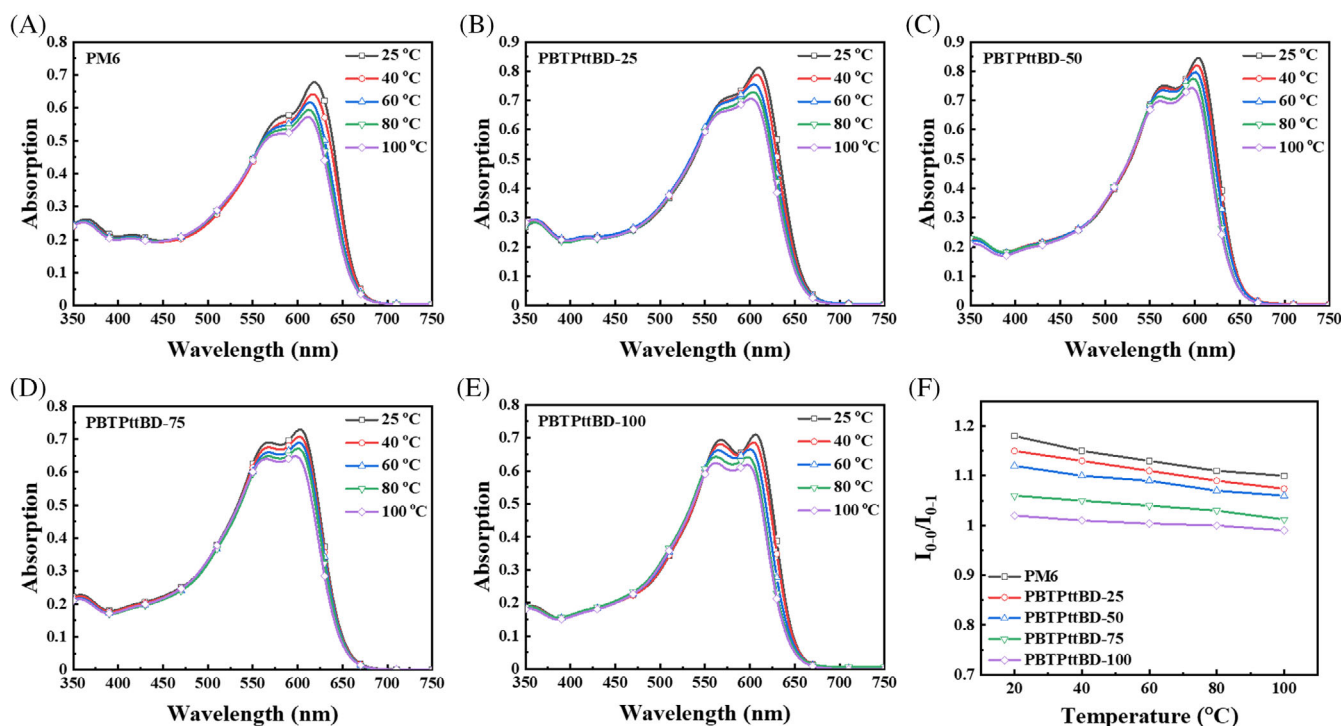 (A)
PM6
25 °C
40 °C
60 °C
80 °C
100 °C
0.8
0.7
0.6
0.5
0.4
0.3
0.2
0.1
0
350 400 450 500 550 600 650 700 750
Absorption
Wavelength (nm)
(B)
PBTPttBD-25
25 °C
40 °C
60 °C
80 °C
100 °C
0.9
0.8
0.7
0.6
0.5
0.4
0.3
0.2
0.1
0
350 400 450 500 550 600 650 700 750
Absorption
Wavelength (nm)
(C)
PBTPttBD-50
25 °C
40 °C
60 °C
80 °C
100 °C
0.9
0.8
0.7
0.6
0.5
0.4
0.3
0.2
0.1
0
350 400 450 500 550 600 650 700 750
Absorption
Wavelength (nm)
(D)
PBTPttBD-75
25 °C
40 °C
60 °C
80 °C
100 °C
0.8
0.7
0.6
0.5
0.4
0.3
0.2
0.1
0
350 400 450 500 550 600 650 700 750
Absorption
Wavelength (nm)
(E)
PBTPttBD-100
25 °C
40 °C
60 °C
80 °C
100 °C
0.8
0.7
0.6
0.5
0.4
0.3
0.2
0.1
0
350 400 450 500 550 600 650 700 750
Absorption
Wavelength (nm)
(F)
1.2
1.1
1
0.9
0.8
0.7
PM6
PBTPttBD-25
PBTPttBD-50
PBTPttBD-75
PBTPttBD-100
20 40 60 80 100
I0-0/I0-1
Temperature (°C)